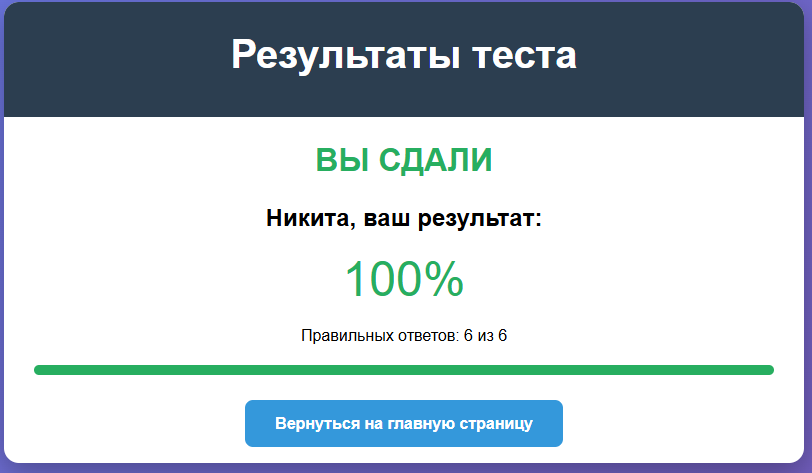 Результаты теста
ВЫ СДАЛИ
Никита, ваш результат:
100%
Правильных ответов: 6 из 6
Вернуться на главную страницу